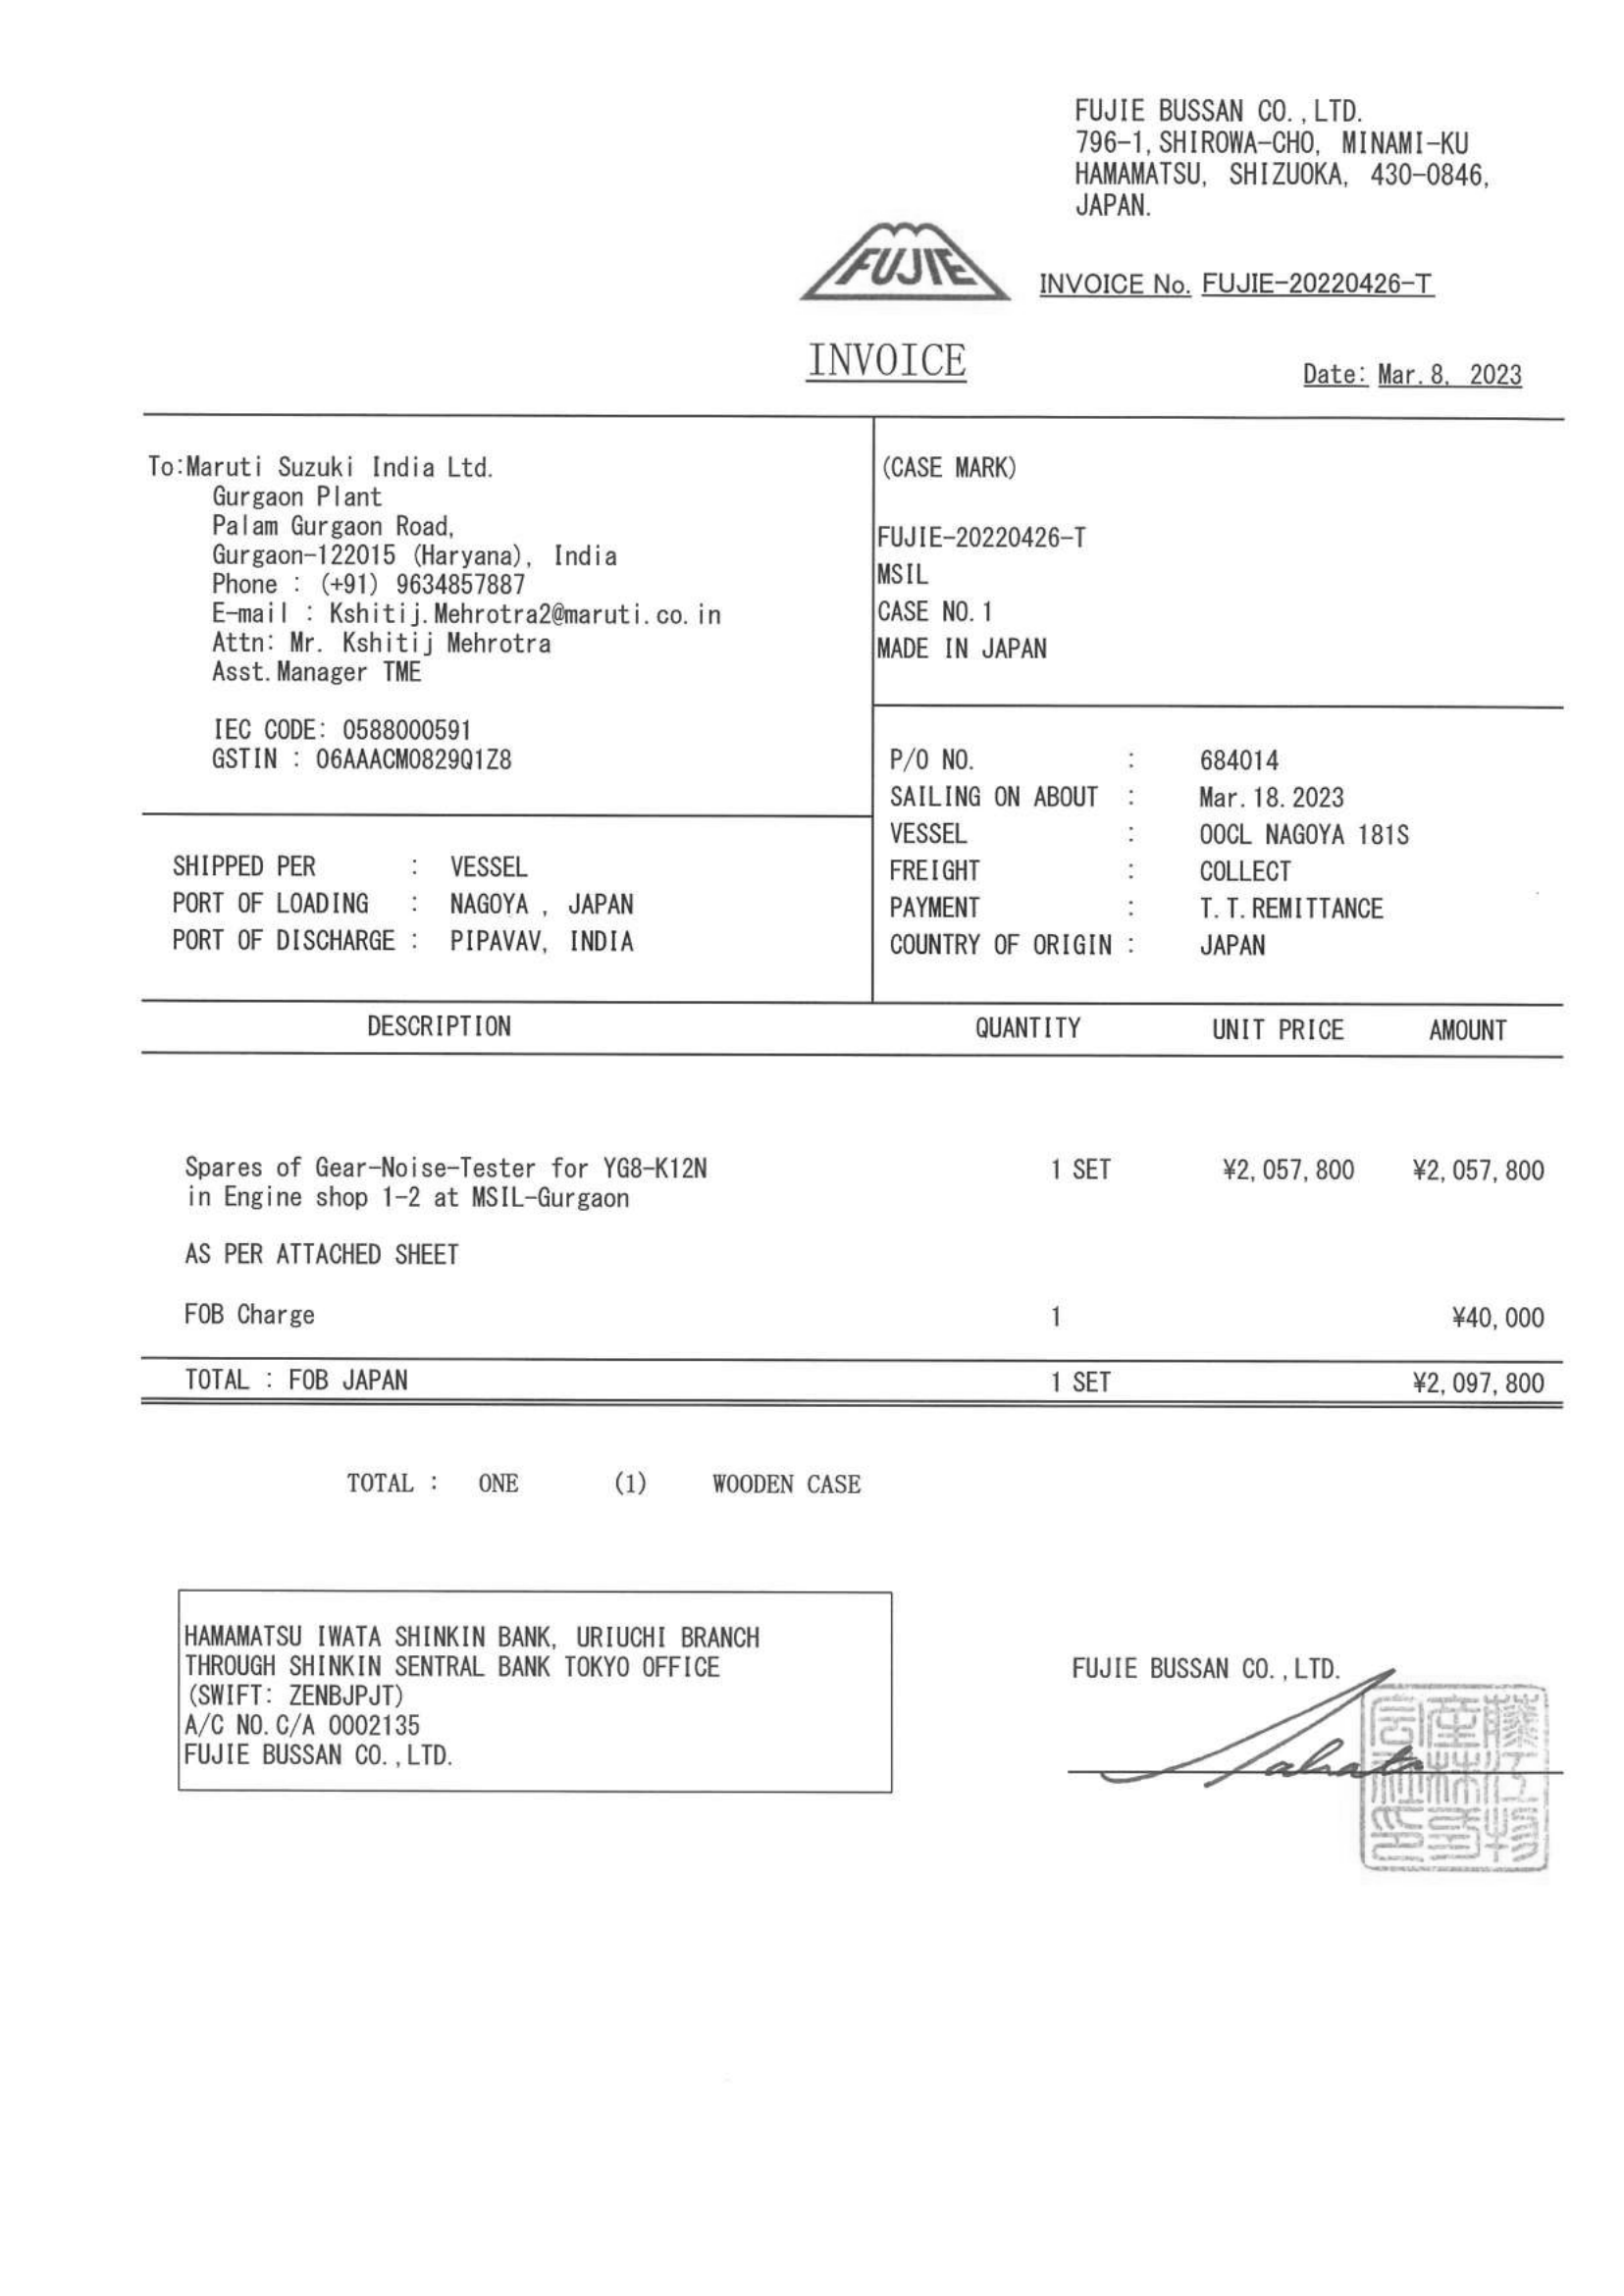 FUJIE BUSSAN CO.,LTD.
796-1,SHIROWA-CHO, MINAMI-KU
HAMAMATSU, SHIZUOKA, 430-0846,
JAPAN.
FUJIE
INVOICE No. FUJIE-20220426-T
INVOICE
Date: Mar.8. 2023
To:Maruti Suzuki India Ltd.
Gurgaon Plant
Palam Gurgaon Road,
Gurgaon-122015 (Haryana), India
Phone : (+91) 9634857887
E-mail : Kshitij.Mehrotra2@maruti.co.in
Attn: Mr. Kshitij Mehrotra
Asst.Manager TME
IEC CODE: 0588000591
GSTIN : 06AAACM0829Q1Z8
(CASE MARK)
FUJIE-20220426-T
MSIL
CASE NO.1
MADE IN JAPAN
SHIPPED PER : VESSEL
PORT OF LOADING : NAGOYA , JAPAN
PORT OF DISCHARGE : PIPAVAV, INDIA
P/O NO. : 684014
SAILING ON ABOUT : Mar.18.2023
VESSEL : OOCL NAGOYA 181S
FREIGHT : COLLECT
PAYMENT : T.T.REMITTANCE
COUNTRY OF ORIGIN : JAPAN
DESCRIPTION QUANTITY UNIT PRICE AMOUNT
Spares of Gear-Noise-Tester for YG8-K12N 1 SET ¥2,057,800 ¥2,057,800
in Engine shop 1-2 at MSIL-Gurgaon
AS PER ATTACHED SHEET
FOB Charge 1 ¥40,000
TOTAL : FOB JAPAN 1 SET ¥2,097,800
TOTAL : ONE (1) WOODEN CASE
HAMAMATSU IWATA SHINKIN BANK, URIUCHI BRANCH
THROUGH SHINKIN SENTRAL BANK TOKYO OFFICE
(SWIFT: ZENBJPJT)
A/C NO.C/A 0002135
FUJIE BUSSAN CO.,LTD.
FUJIE BUSSAN CO.,LTD.